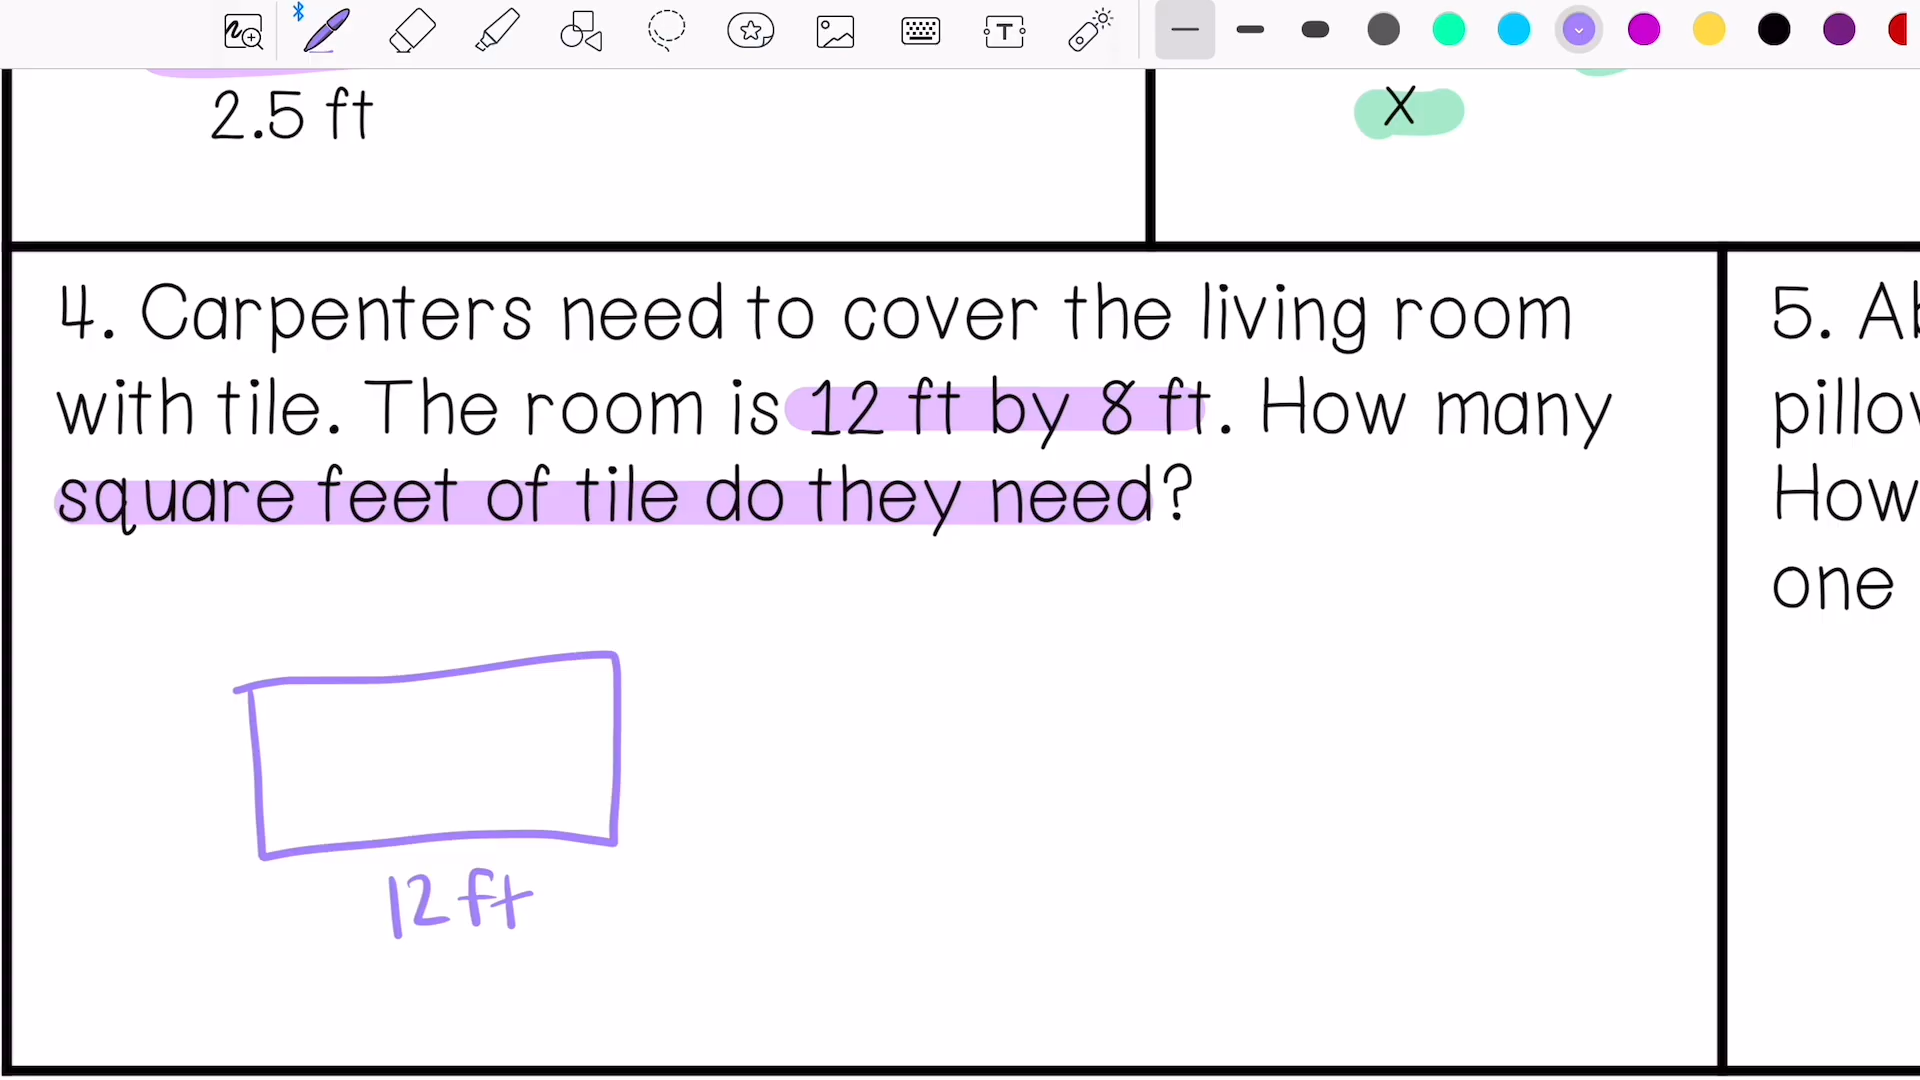 2.5 ft
X
4. Carpenters need to cover the living room
with tile. The room is 12 ft by 8 ft. How many
square feet of tile do they need?
12 ft
5.
How
one